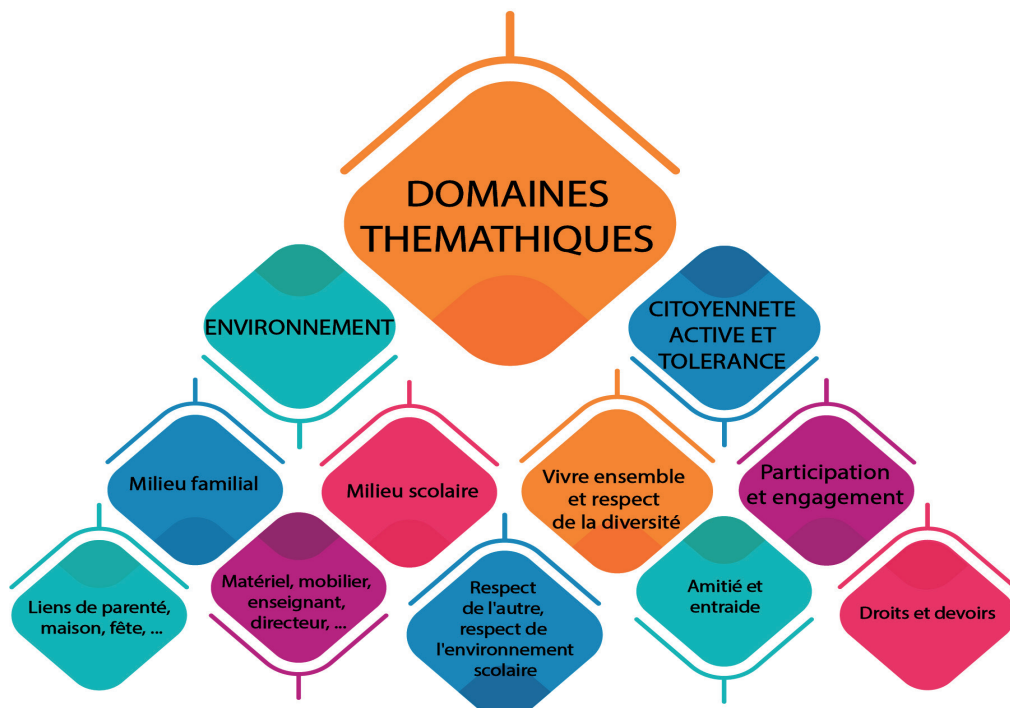 DOMAINES
THEMATHIQUES
ENVIRONNEMENT
CITOYENNETE
ACTIVE ET
TOLERANCE
Milieu familial
Milieu scolaire
Vivre ensemble
et respect
de la diversité
Participation
et engagement
Liens de parenté,
maison, fête, ...
Matériel, mobilier,
enseignant,
directeur, ...
Respect
de l'autre,
respect de
l'environnement
scolaire
Amitié et
entraide
Droits et devoirs